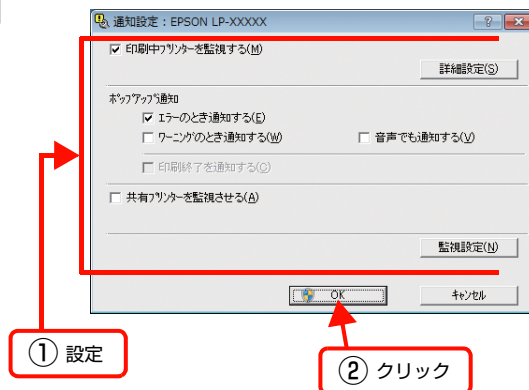 通知設定：EPSON LP-XXXXX
印刷中プリンターを監視する(M)
詳細設定(S)
ポップアップ通知
エラーのとき通知する(E)
ワーニングのとき通知する(W) 音声でも通知する(V)
印刷終了を通知する(C)
共有プリンターを監視させる(A)
監視設定(N)
OK キャンセル
① 設定
② クリック